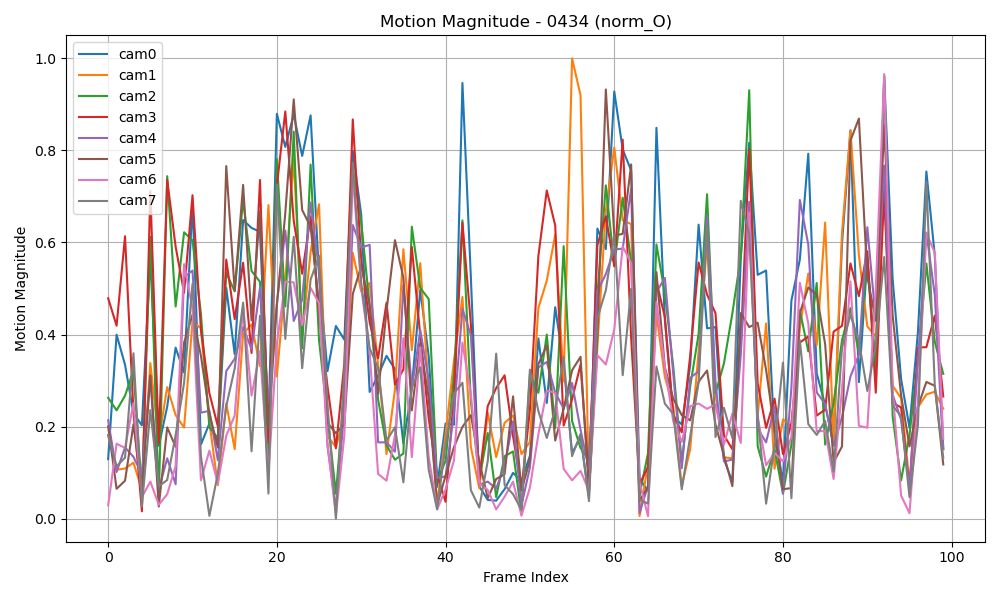 Motion Magnitude - 0434 (norm_O)
cam0
cam1
cam2
cam3
cam4
cam5
cam6
cam7
1.0
0.8
0.6
0.4
0.2
0.0
Motion Magnitude
0 20 40 60 80 100
Frame Index